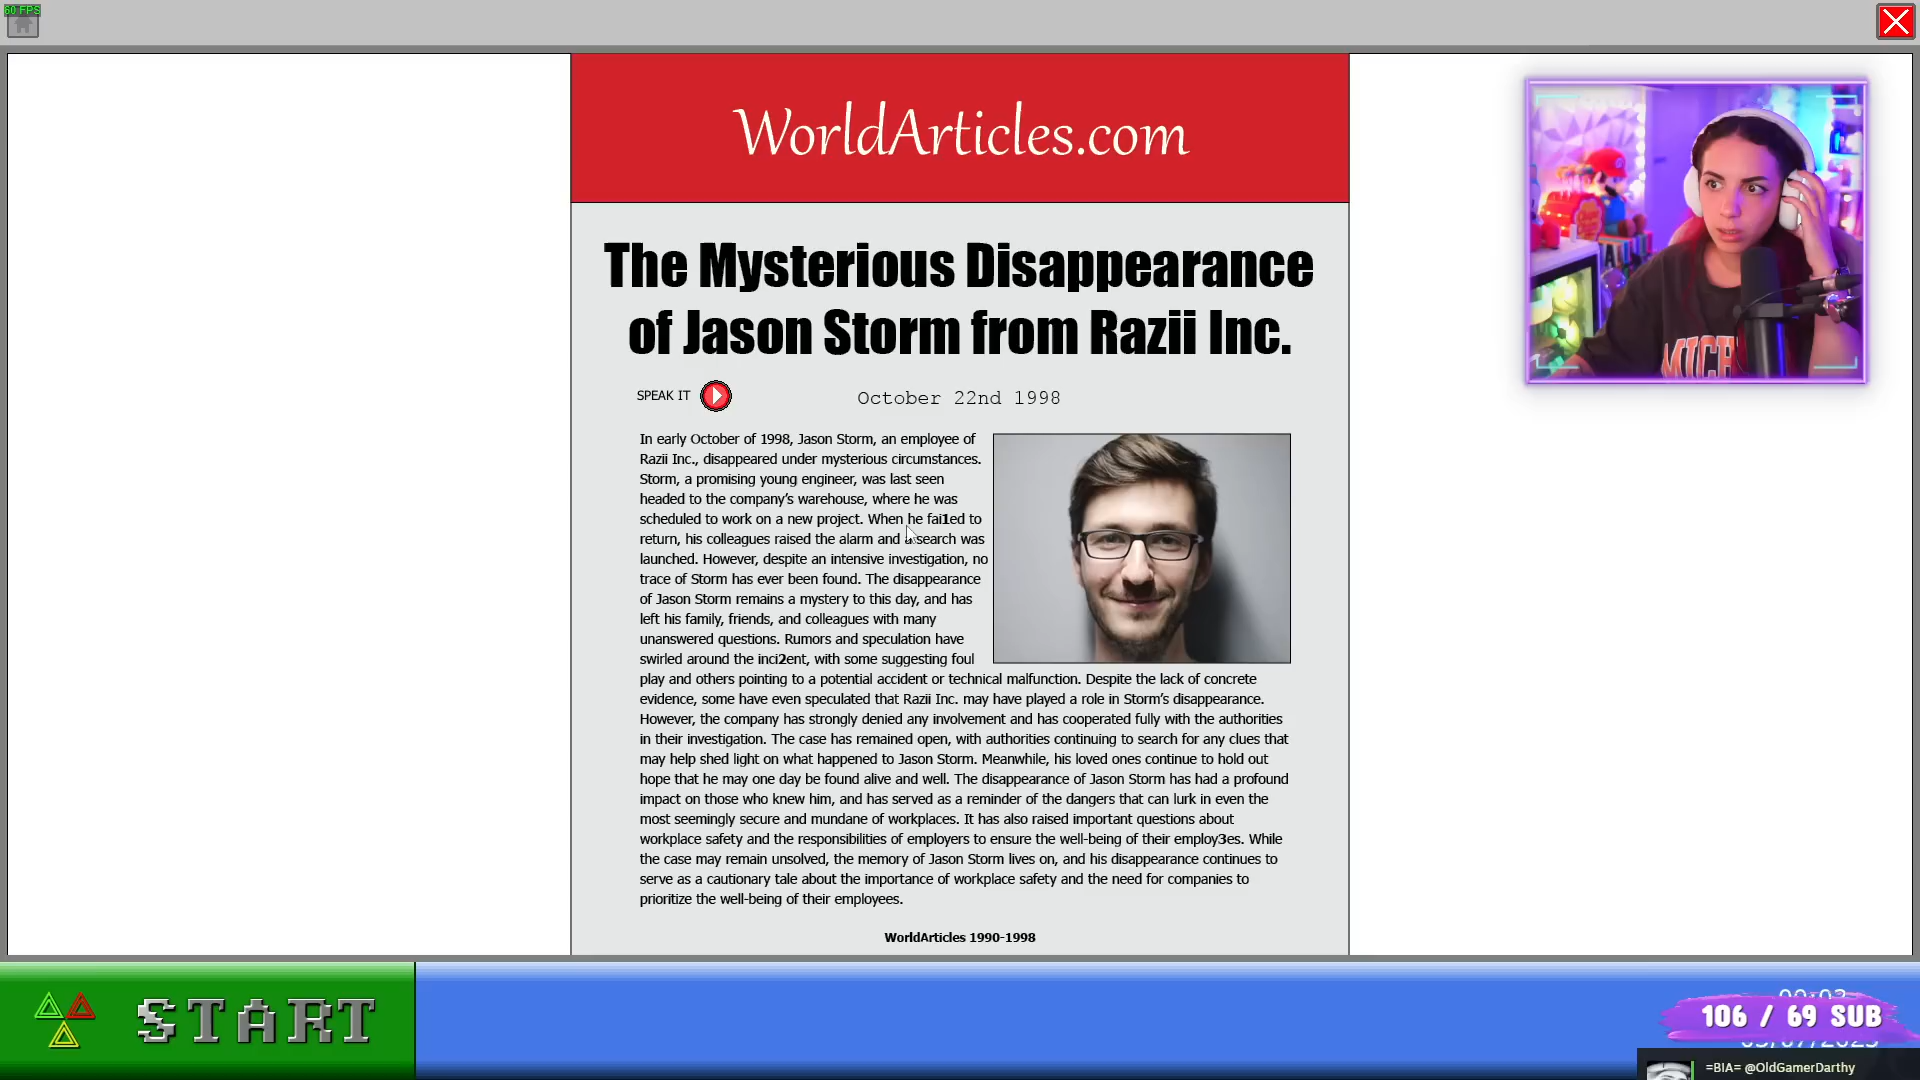 60 FPS
WorldArticles.com
The Mysterious Disappearance
of Jason Storm from Razii Inc.
SPEAK IT
October 22nd 1998
In early October of 1998, Jason Storm, an employee of
Razii Inc., disappeared under mysterious circumstances.
Storm, a promising young engineer, was last seen
headed to the company's warehouse, where he was
scheduled to work on a new project. When he fai1ed to
return, his colleagues raised the alarm and a search was
launched. However, despite an intensive investigation, no
trace of Storm has ever been found. The disappearance
of Jason Storm remains a mystery to this day, and has
left his family, friends, and colleagues with many
unanswered questions. Rumors and speculation have
swirled around the inci2ent, with some suggesting foul
play and others pointing to a potential accident or technical malfunction. Despite the lack of concrete
evidence, some have even speculated that Razii Inc. may have played a role in Storm's disappearance.
However, the company has strongly denied any involvement and has cooperated fully with the authorities
in their investigation. The case has remained open, with authorities continuing to search for any clues that
may help shed light on what happened to Jason Storm. Meanwhile, his loved ones continue to hold out
hope that he may one day be found alive and well. The disappearance of Jason Storm has had a profound
impact on those who knew him, and has served as a reminder of the dangers that can lurk in even the
most seemingly secure and mundane of workplaces. It has also raised important questions about
workplace safety and the responsibilities of employers to ensure the well-being of their employ3es. While
the case may remain unsolved, the memory of Jason Storm lives on, and his disappearance continues to
serve as a cautionary tale about the importance of workplace safety and the need for companies to
prioritize the well-being of their employees.
WorldArticles 1990-1998
START
106 / 69 SUB
=BIA= @OldGamerDarthy